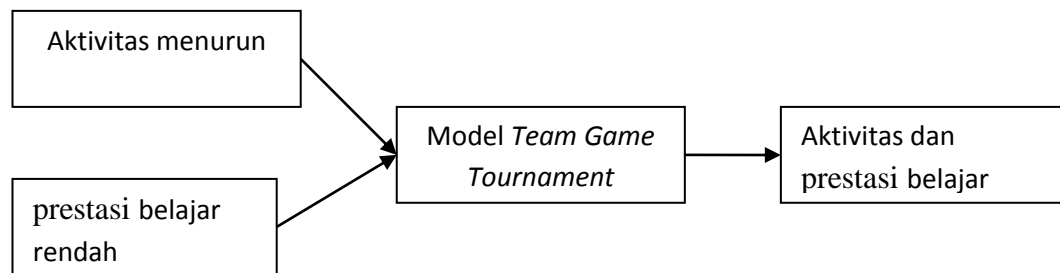 Aktivitas menurun
prestasi belajar
rendah
Model Team Game
Tournament
Aktivitas dan
prestasi belajar